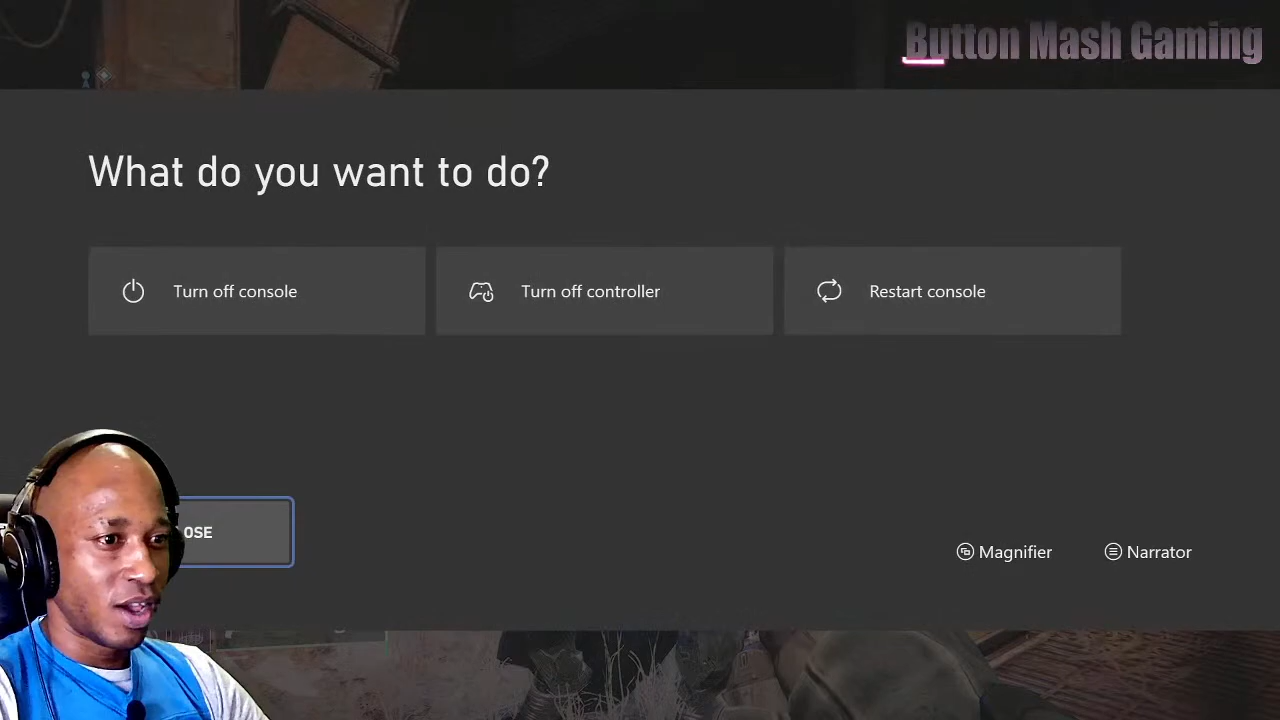 Button Mash Gaming
What do you want to do?
Turn off console
Turn off controller
Restart console
OSE
Magnifier
Narrator